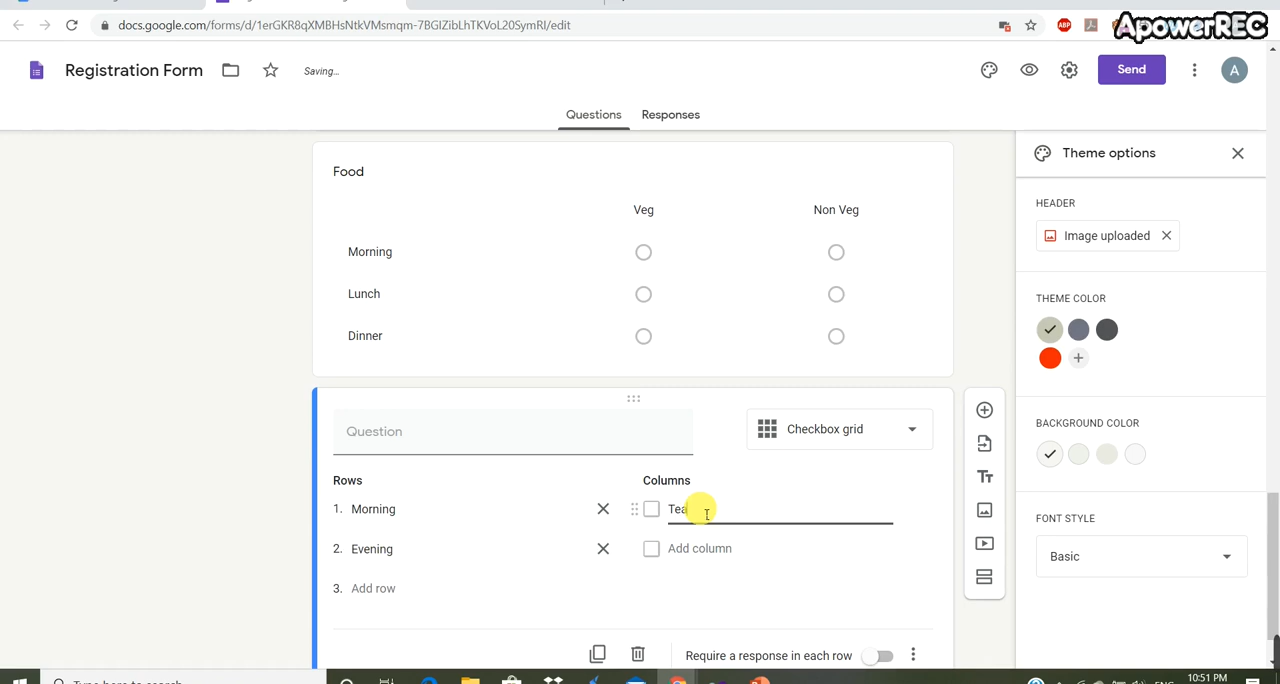 docs.google.com/forms/d/1erGKR8qXMBHsNtkVMsmqm-7BGIZibLhTKVoL20SymRI/edit
ABP
ApowerREC
Registration Form
Saving...
Send
A
Questions
Responses
Theme options
Food
Veg
Non Veg
Morning
Lunch
Dinner
HEADER
Image uploaded
THEME COLOR
BACKGROUND COLOR
FONT STYLE
Basic
Question
Checkbox grid
Rows
Columns
1. Morning
Tea
2. Evening
Add column
3. Add row
Tт
Require a response in each row
10:51 PM